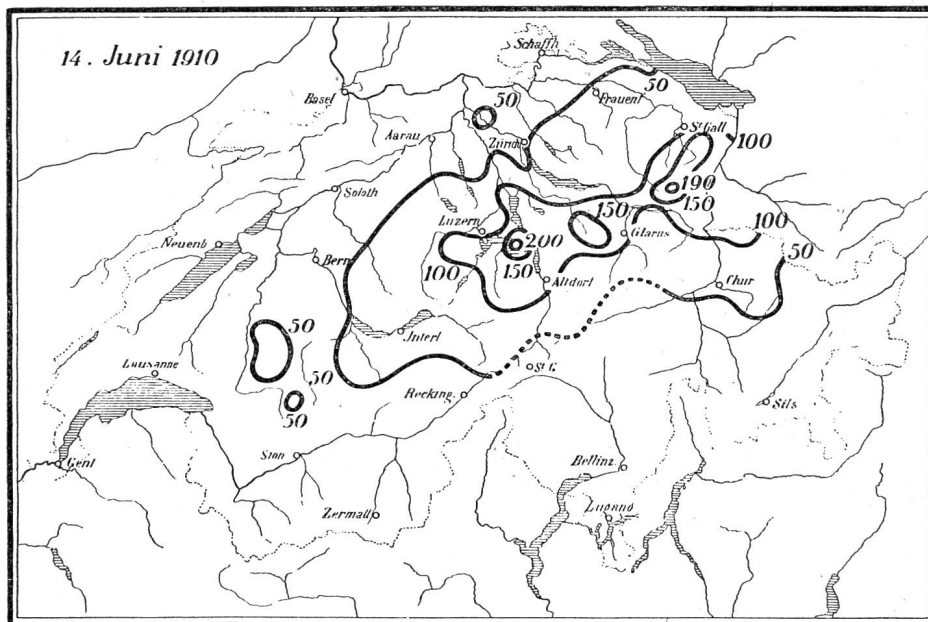 14. Juni 1910
Schaffh
Basel
50
Frauenf
50
Aarau
Zürich
St Gall
100
Soloth
190
150
Luzern
150
Glarus
Neuenb
200
100
50
Bern
100
150
Altdorf
Chur
50
Interl
Lausanne
50
St G.
50
Recking.
Sils
Sion
Genf
Bellinz.
Zermatt
Lugano